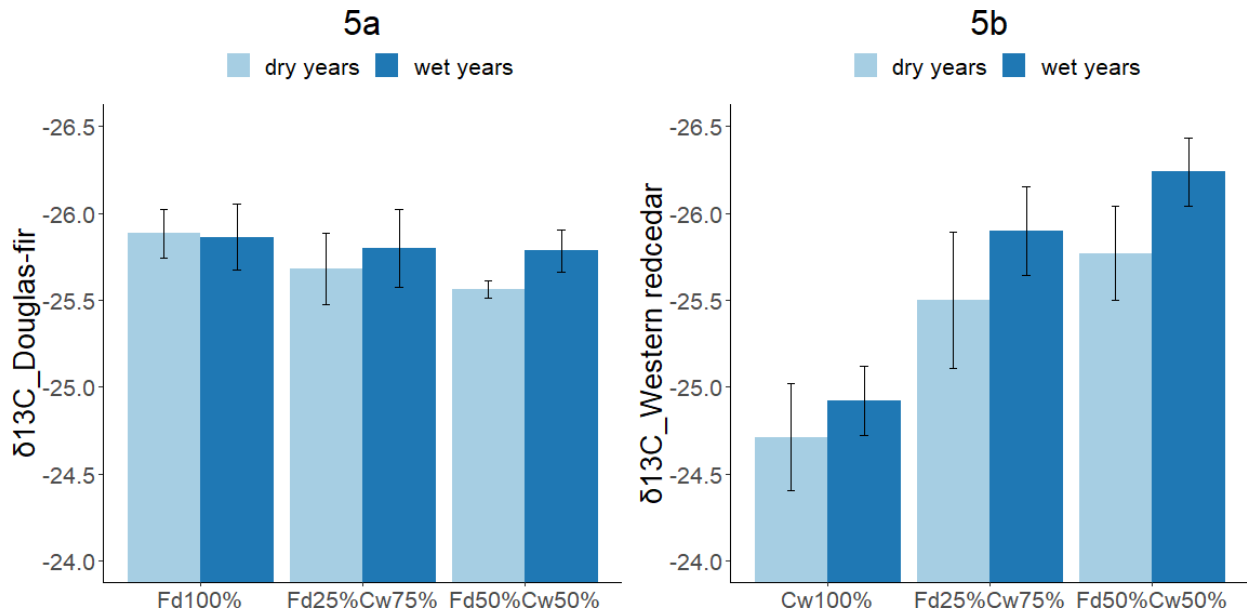 5a
dry years wet years
δ13C_Douglas-fir
-26.5
-26.0
-25.5
-25.0
-24.5
-24.0
Fd100% Fd25%Cw75% Fd50%Cw50%
5b
dry years wet years
δ13C_Western redcedar
-26.5
-26.0
-25.5
-25.0
-24.5
-24.0
Cw100% Fd25%Cw75% Fd50%Cw50%